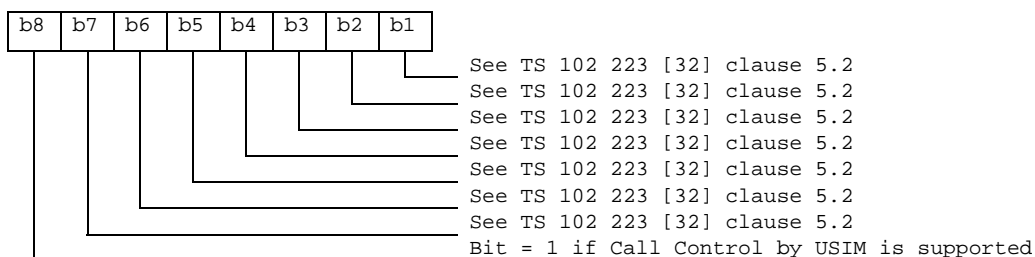 b8 b7 b6 b5 b4 b3 b2 b1
See TS 102 223 [32] clause 5.2
See TS 102 223 [32] clause 5.2
See TS 102 223 [32] clause 5.2
See TS 102 223 [32] clause 5.2
See TS 102 223 [32] clause 5.2
See TS 102 223 [32] clause 5.2
See TS 102 223 [32] clause 5.2
Bit = 1 if Call Control by USIM is supported